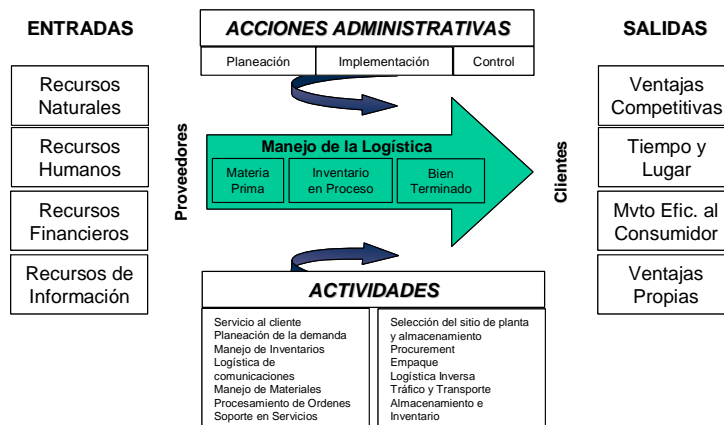 ENTRADAS
Recursos
Naturales
Recursos
Humanos
Recursos
Financieros
Recursos de
Información
ACCIONES ADMINISTRATIVAS
Planeación
Implementación
Control
Proveedores
Manejo de la Logística
Materia
Prima
Inventario
en Proceso
Bien
Terminado
Clientes
ACTIVIDADES
Servicio al cliente
Planeación de la demanda
Manejo de Inventarios
Logística de
comunicaciones
Manejo de Materiales
Procesamiento de Ordenes
Soporte en Servicios
Selección del sitio de planta
y almacenamiento
Procurement
Empaque
Logística Inversa
Tráfico y Transporte
Almacenamiento e
Inventario
SALIDAS
Ventajas
Competitivas
Tiempo y
Lugar
Mvto Efic. al
Consumidor
Ventajas
Propias